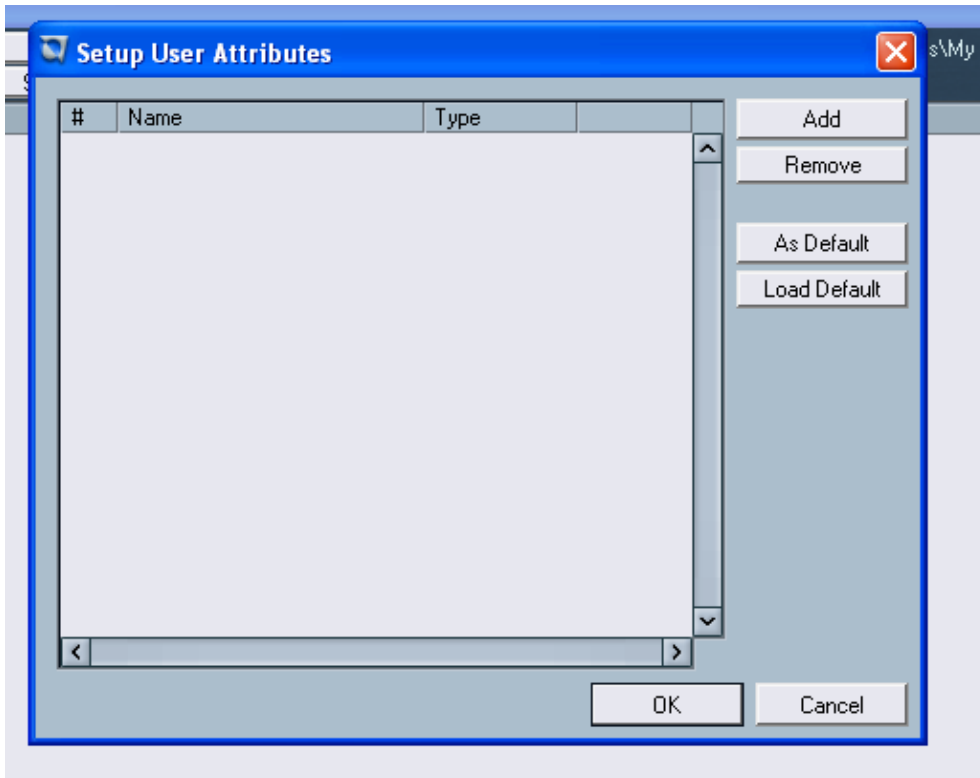 Setup User Attributes
s\My
# Name Type
Add
Remove
As Default
Load Default
OK Cancel